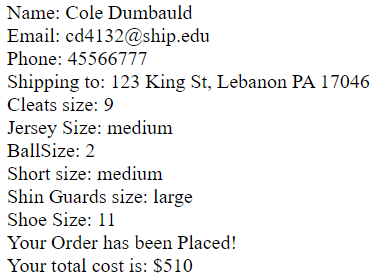 Name: Cole Dumbauld
Email: cd4132@ship.edu
Phone: 45566777
Shipping to: 123 King St, Lebanon PA 17046
Cleats size: 9
Jersey Size: medium
BallSize: 2
Short size: medium
Shin Guards size: large
Shoe Size: 11
Your Order has been Placed!
Your total cost is: $510